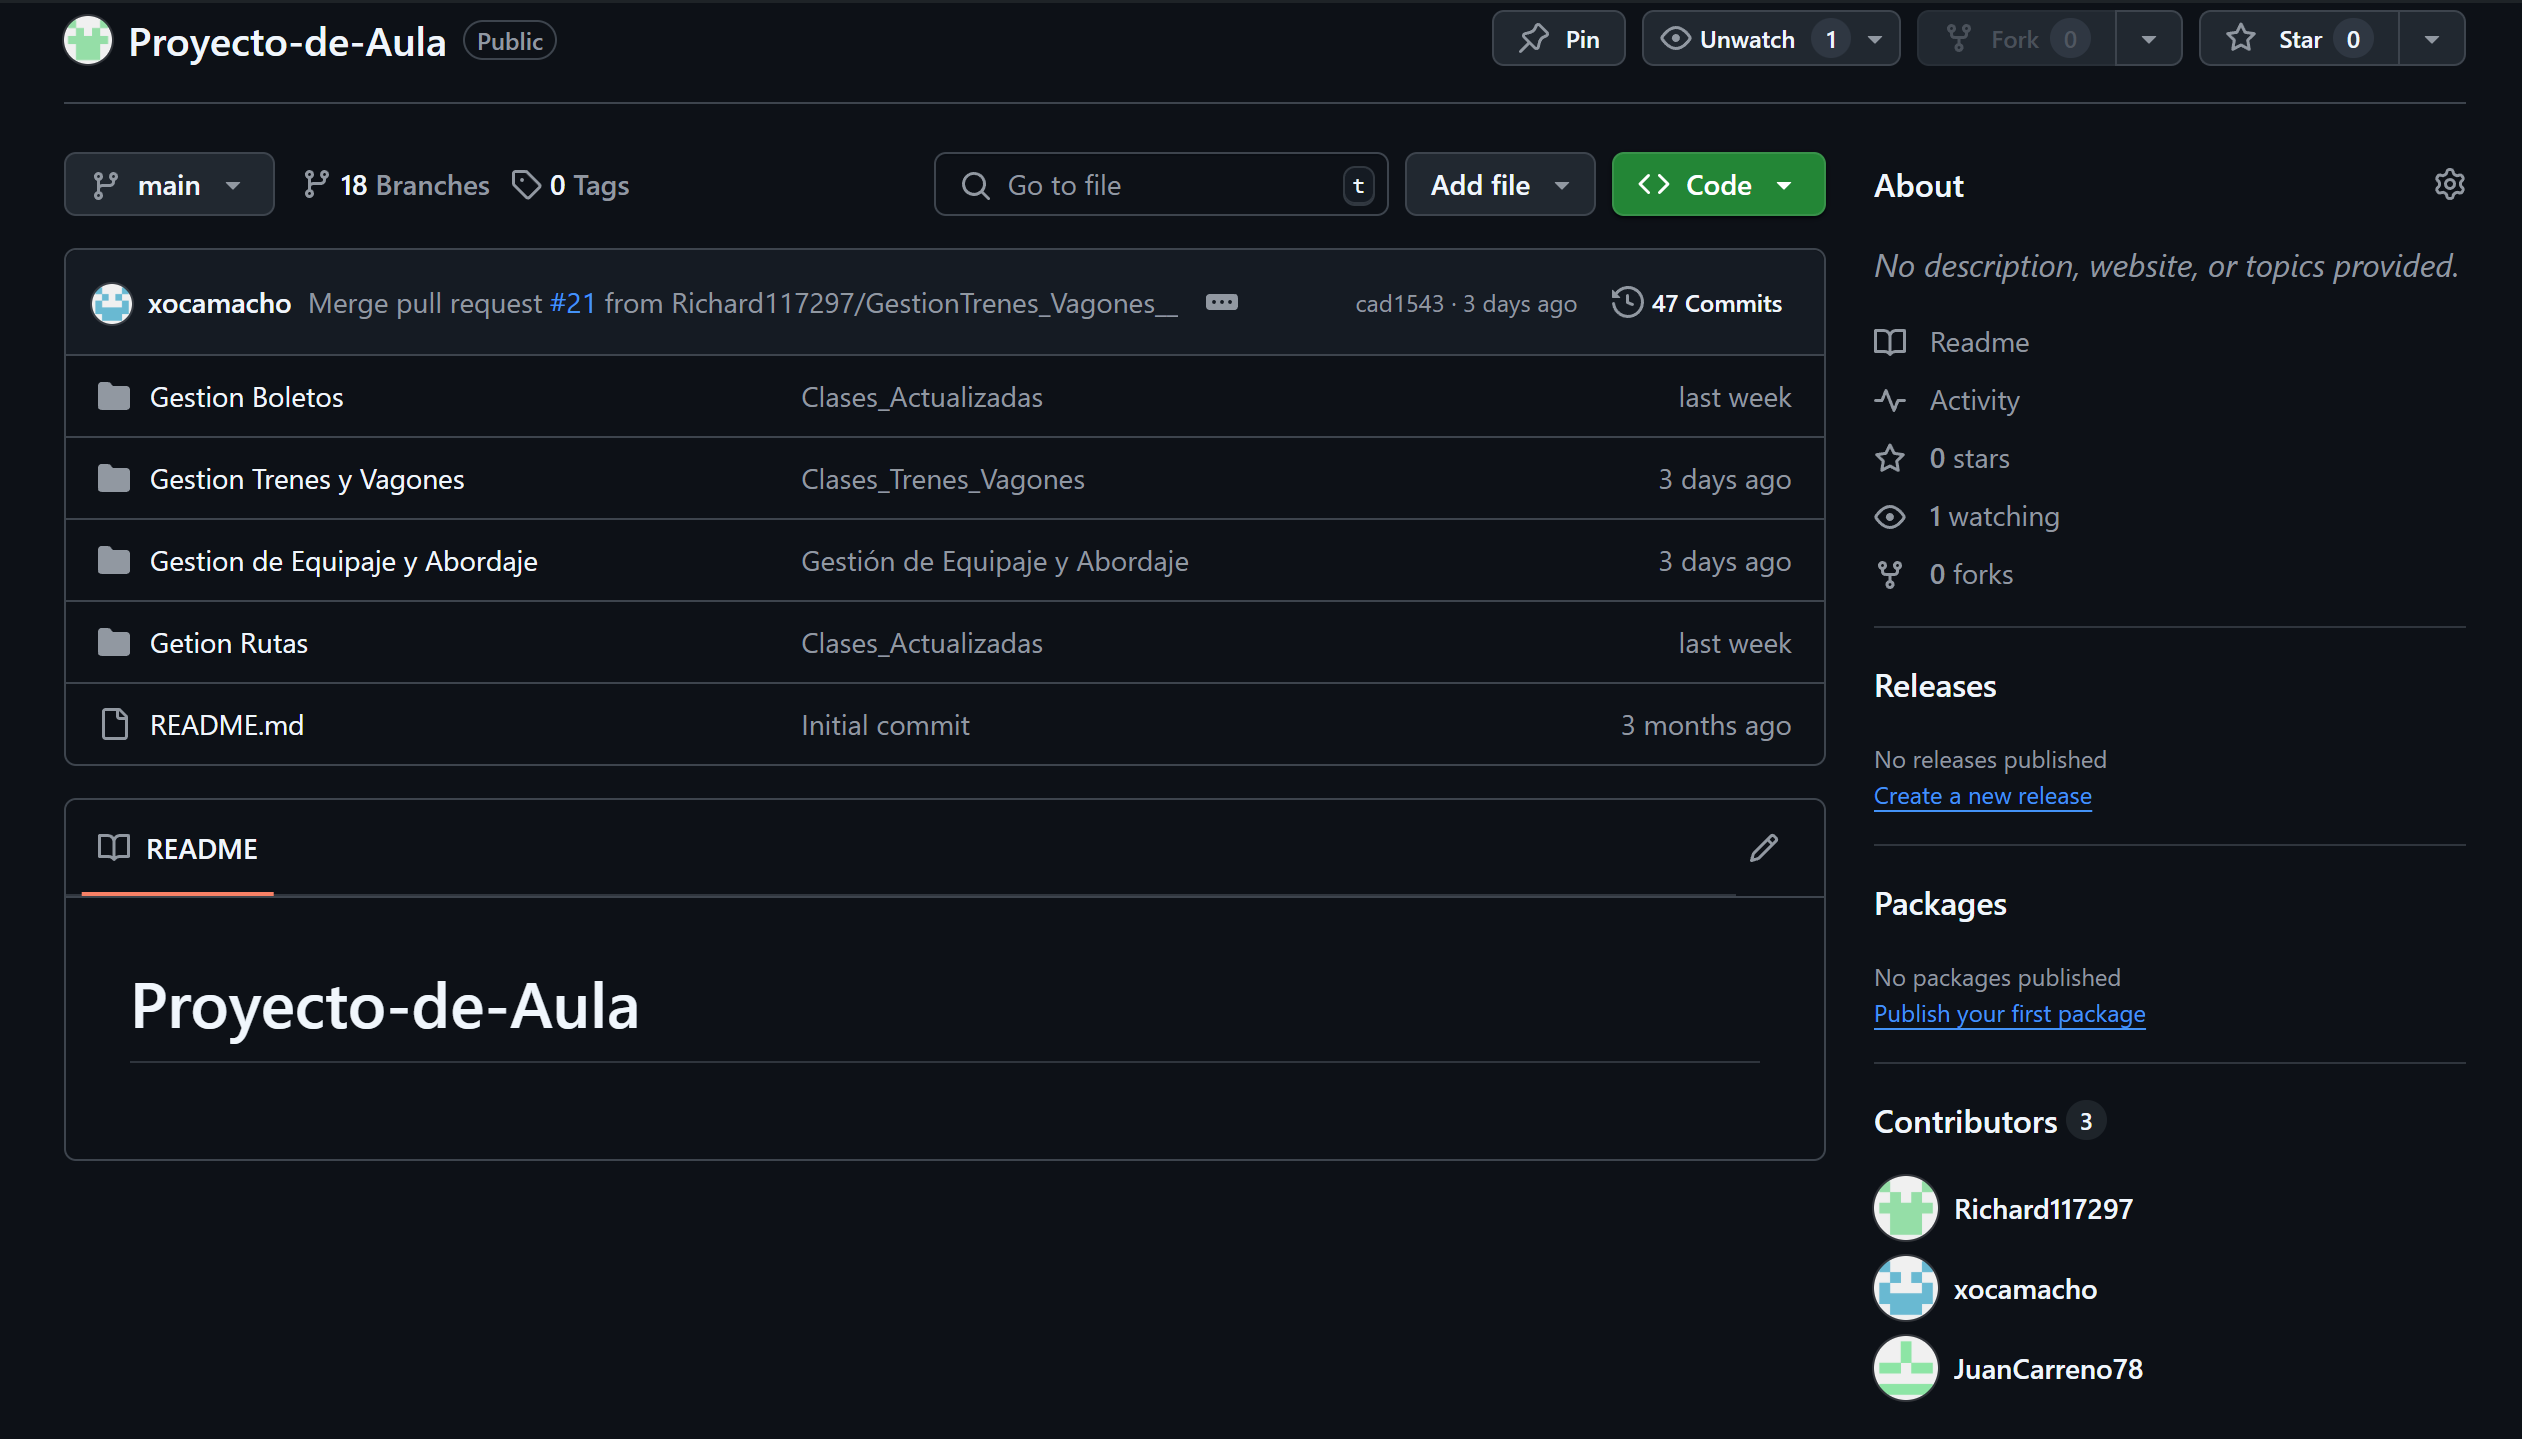 Proyecto-de-Aula Public
Pin
Unwatch 1
Fork 0
Star 0
main
18 Branches
0 Tags
Go to file t
Add file
Code
xocamacho Merge pull request #21 from Richard117297/GestionTrenes_Vagones__ cad1543 · 3 days ago 47 Commits
Gestion Boletos Clases_Actualizadas last week
Gestion Trenes y Vagones Clases_Trenes_Vagones 3 days ago
Gestion de Equipaje y Abordaje Gestión de Equipaje y Abordaje 3 days ago
Getion Rutas Clases_Actualizadas last week
README.md Initial commit 3 months ago
README
Proyecto-de-Aula
About
No description, website, or topics provided.
Readme
Activity
0 stars
1 watching
0 forks
Releases
No releases published
Create a new release
Packages
No packages published
Publish your first package
Contributors 3
Richard117297
xocamacho
JuanCarreno78